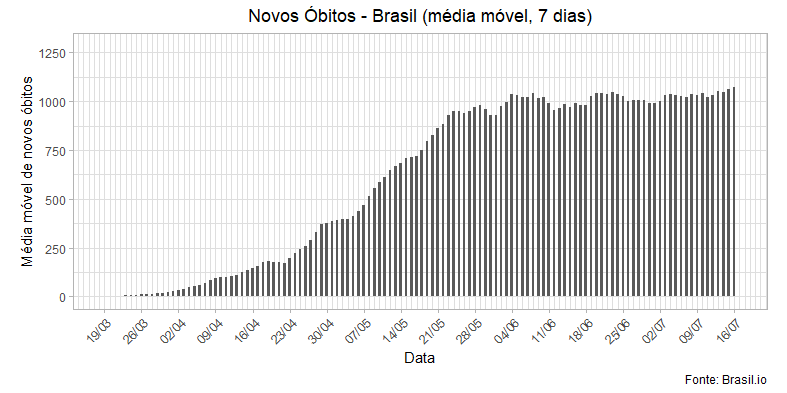 Novos Óbitos - Brasil (média móvel, 7 dias)
Média móvel de novos óbitos
1250
1000
750
500
250
0
19/03 26/03 02/04 09/04 16/04 23/04 30/04 07/05 14/05 21/05 28/05 04/06 11/06 18/06 25/06 02/07 09/07 16/07
Data
Fonte: Brasil.io